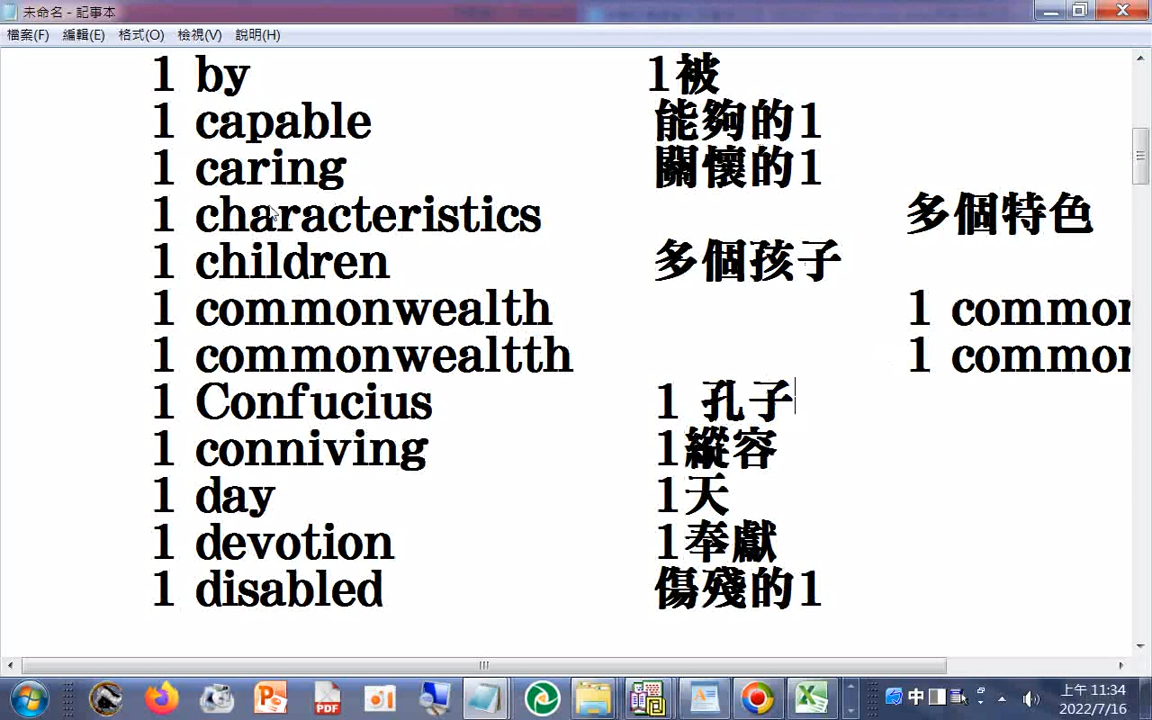 未命名 - 記事本
檔案(F) 編輯(E) 格式(O) 檢視(V) 說明(H)
1 by 1被
1 capable 能夠的1
1 caring 關懷的1
1 characteristics 多個特色
1 children 多個孩子
1 commonwealth 1 common
1 commonwealtth 1 common
1 Confucius 1 孔子
1 conniving 1縱容
1 day 1天
1 devotion 1奉獻
1 disabled 傷殘的1
中
上午 11:34
2022/7/16
PDF